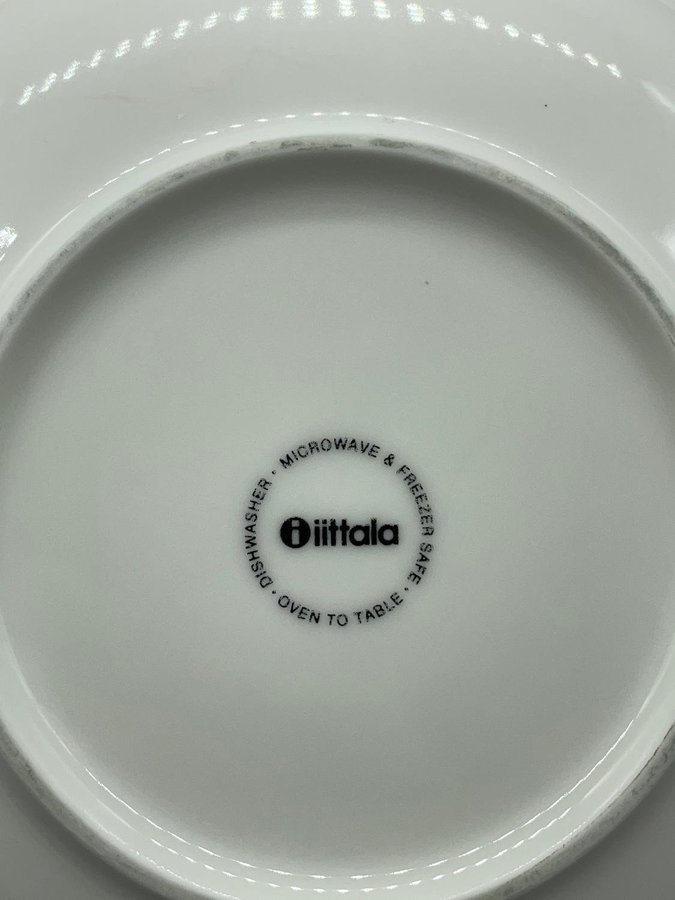 DISHWASHER · MICROWAVE & FREEZER SAFE · OVEN TO TABLE ·
i iittala